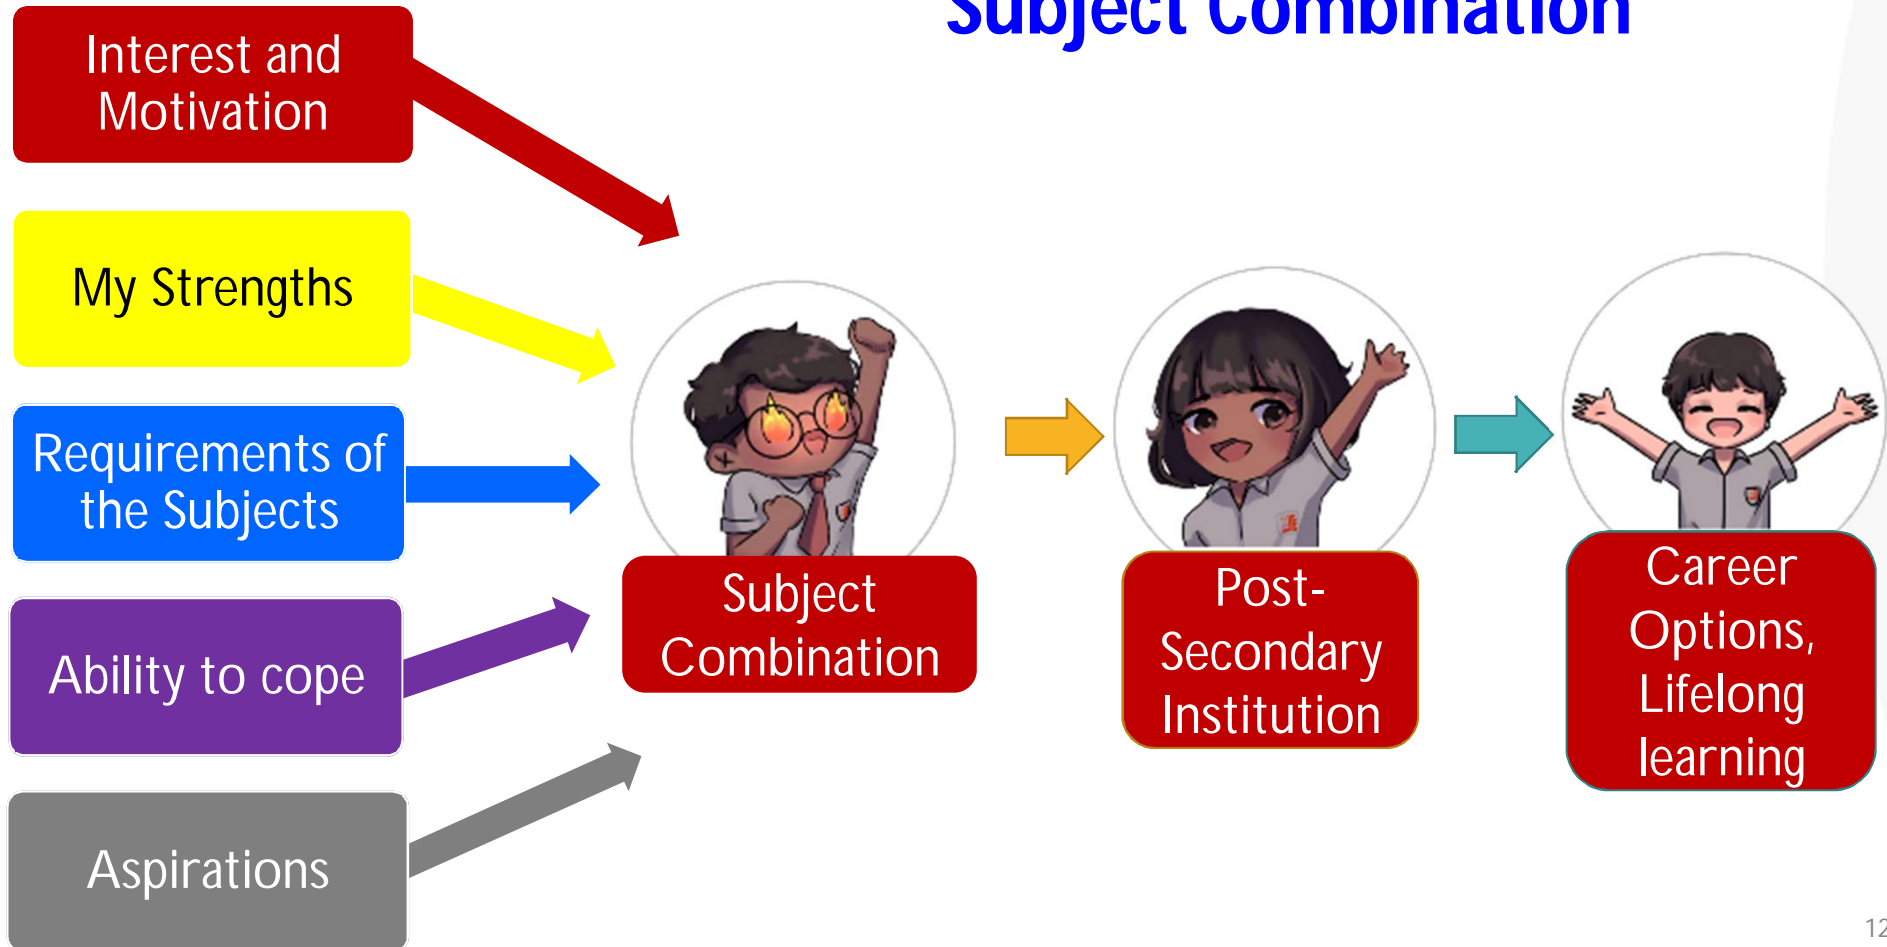 Subject Combination
Interest and
Motivation
My Strengths
Requirements of
the Subjects
Ability to cope
Aspirations
Subject
Combination
Post-
Secondary
Institution
Career
Options,
Lifelong
learning
12